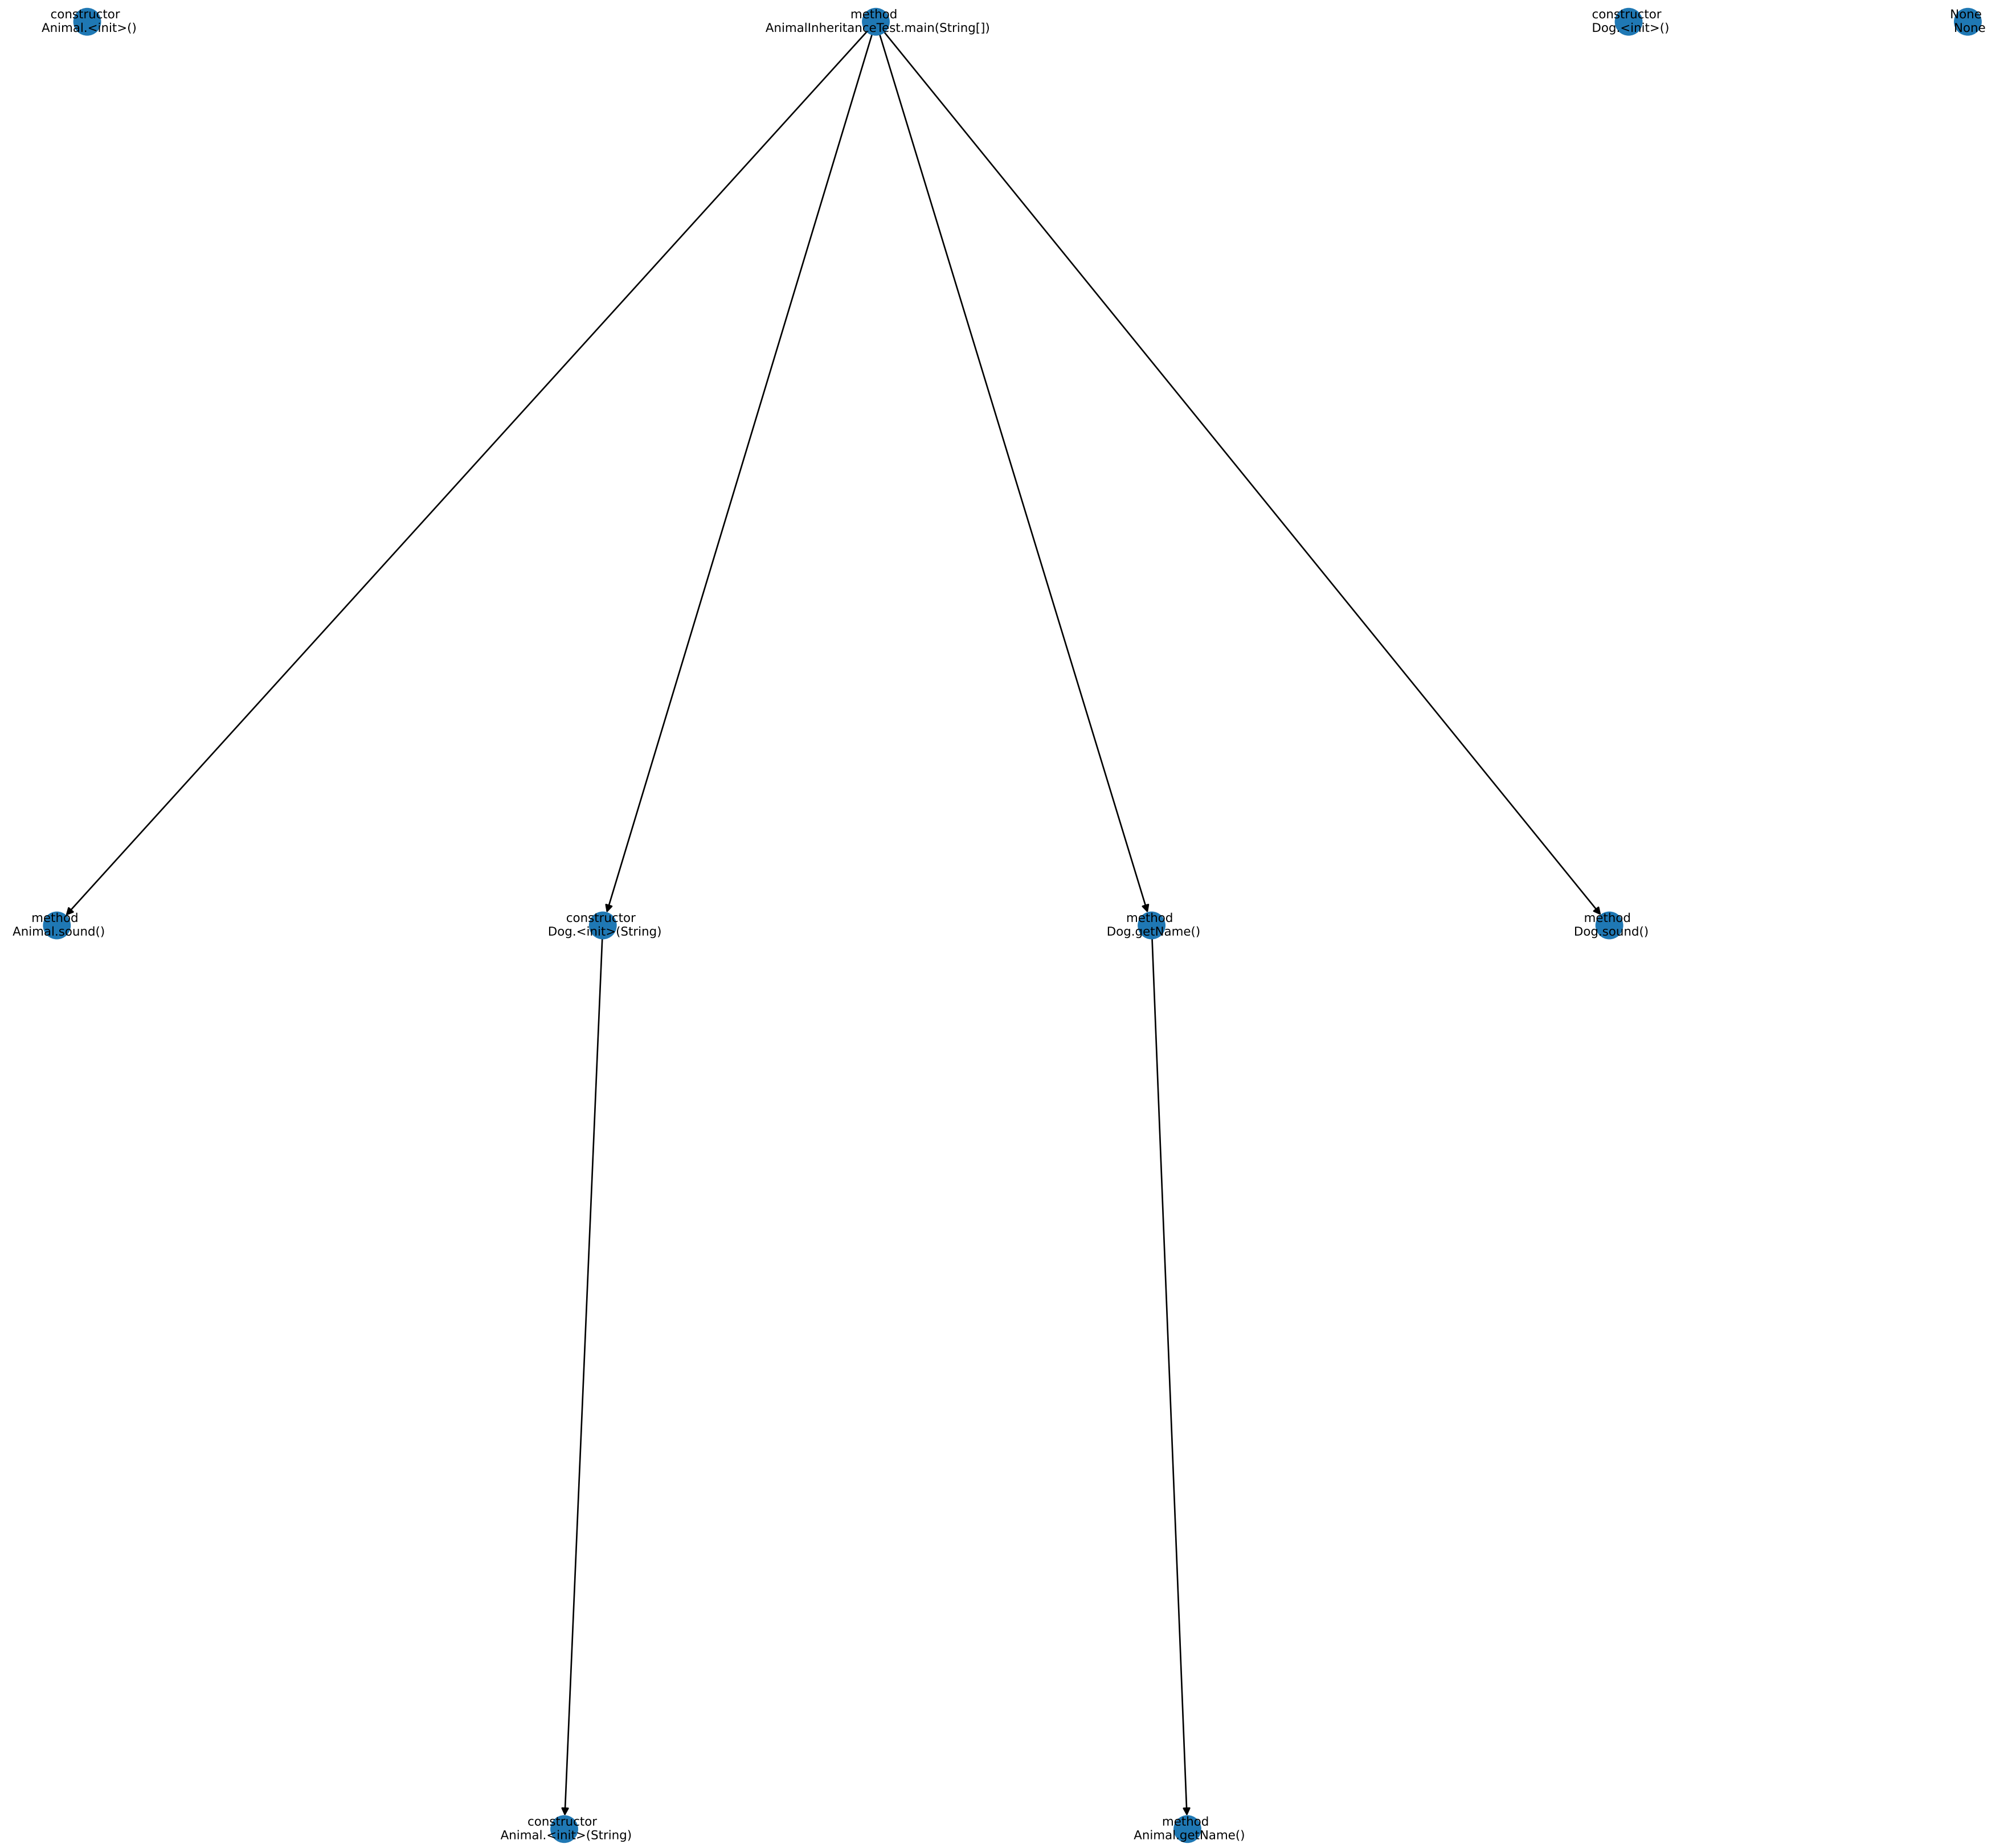 constructor
Animal.<init>()
method
AnimalInheritanceTest.main(String[])
constructor
Dog.<init>()
None
None
method
Animal.sound()
constructor
Dog.<init>(String)
method
Dog.getName()
method
Dog.sound()
constructor
Animal.<init>(String)
method
Animal.getName()